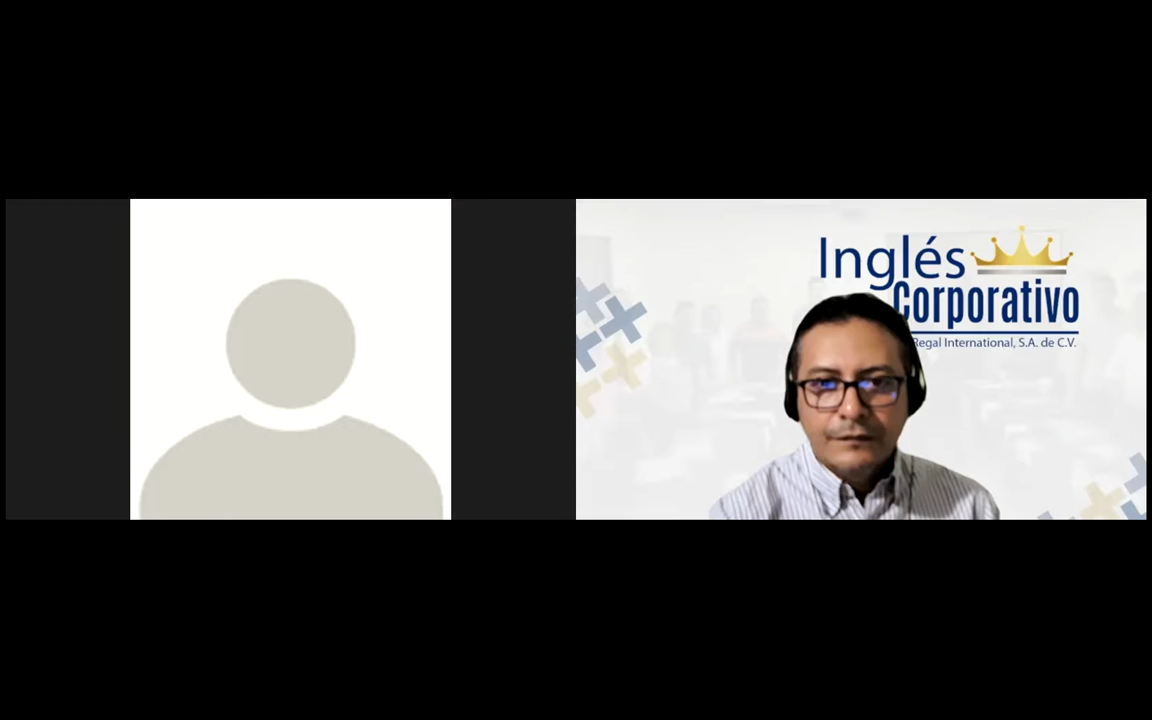 Inglés
Corporativo
Regal International, S.A. de C.V.